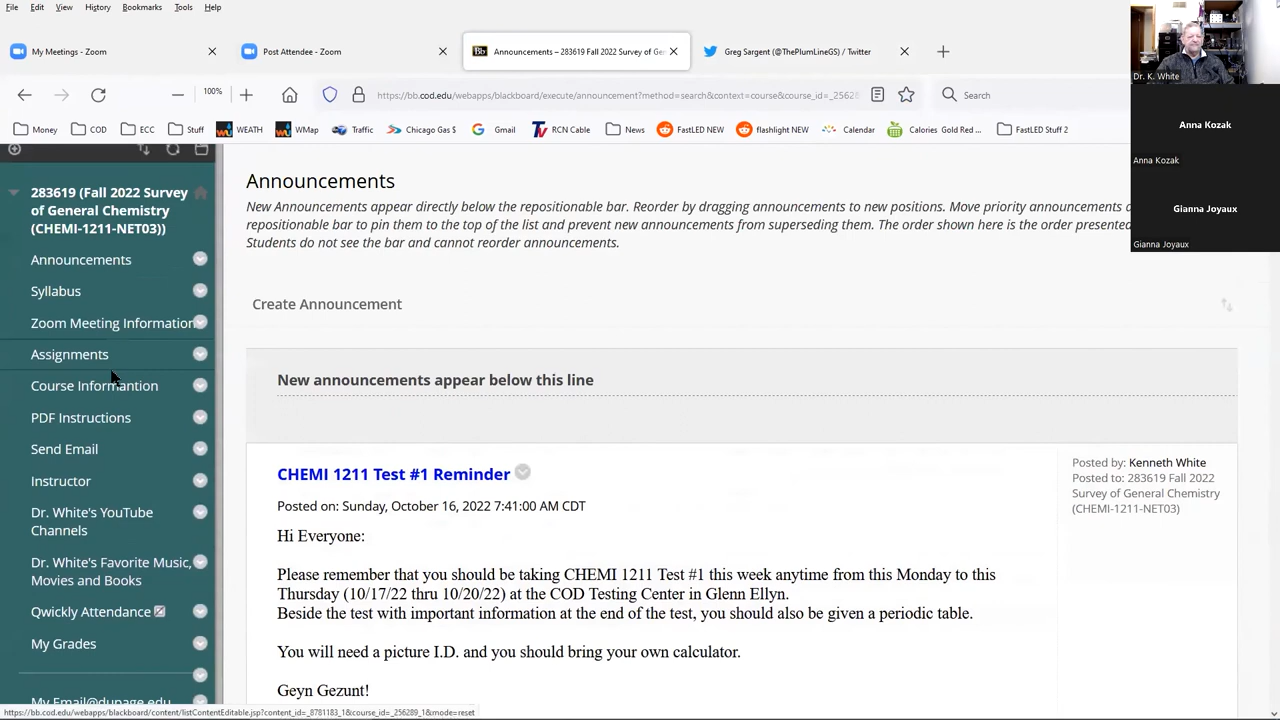 File Edit View History Bookmarks Tools Help
My Meetings - Zoom
Post Attendee - Zoom
Bb Announcements – 283619 Fall 2022 Survey of Ge
Greg Sargent (@ThePlumLineGS) / Twitter
100%
https://bb.cod.edu/webapps/blackboard/execute/announcement?method=search&context=course&course_id=_2562
Search
Money COD ECC Stuff WEATH WMap Traffic Chicago Gas $ Gmail RCN Cable News FastLED NEW flashlight NEW Calendar Calories Gold Red ... FastLED Stuff 2
Dr. K. White
Anna Kozak
Anna Kozak
Gianna Joyaux
Gianna Joyaux
283619 (Fall 2022 Survey
of General Chemistry
(CHEMI-1211-NET03))
Announcements
Syllabus
Zoom Meeting Information
Assignments
Course Informantion
PDF Instructions
Send Email
Instructor
Dr. White's YouTube
Channels
Dr. White's Favorite Music,
Movies and Books
Qwickly Attendance
My Grades
My Email@dupage.edu
Announcements
New Announcements appear directly below the repositionable bar. Reorder by dragging announcements to new positions. Move priority announcements
repositionable bar to pin them to the top of the list and prevent new announcements from superseding them. The order shown here is the order presented
Students do not see the bar and cannot reorder announcements.
Create Announcement
New announcements appear below this line
CHEMI 1211 Test #1 Reminder
Posted on: Sunday, October 16, 2022 7:41:00 AM CDT
Hi Everyone:
Please remember that you should be taking CHEMI 1211 Test #1 this week anytime from this Monday to this
Thursday (10/17/22 thru 10/20/22) at the COD Testing Center in Glenn Ellyn.
Beside the test with important information at the end of the test, you should also be given a periodic table.
You will need a picture I.D. and you should bring your own calculator.
Geyn Gezunt!
Posted by: Kenneth White
Posted to: 283619 Fall 2022
Survey of General Chemistry
(CHEMI-1211-NET03)
https://bb.cod.edu/webapps/blackboard/content/listContentEditable.jsp?content_id=_8781183_1&course_id=_256289_1&mode=reset